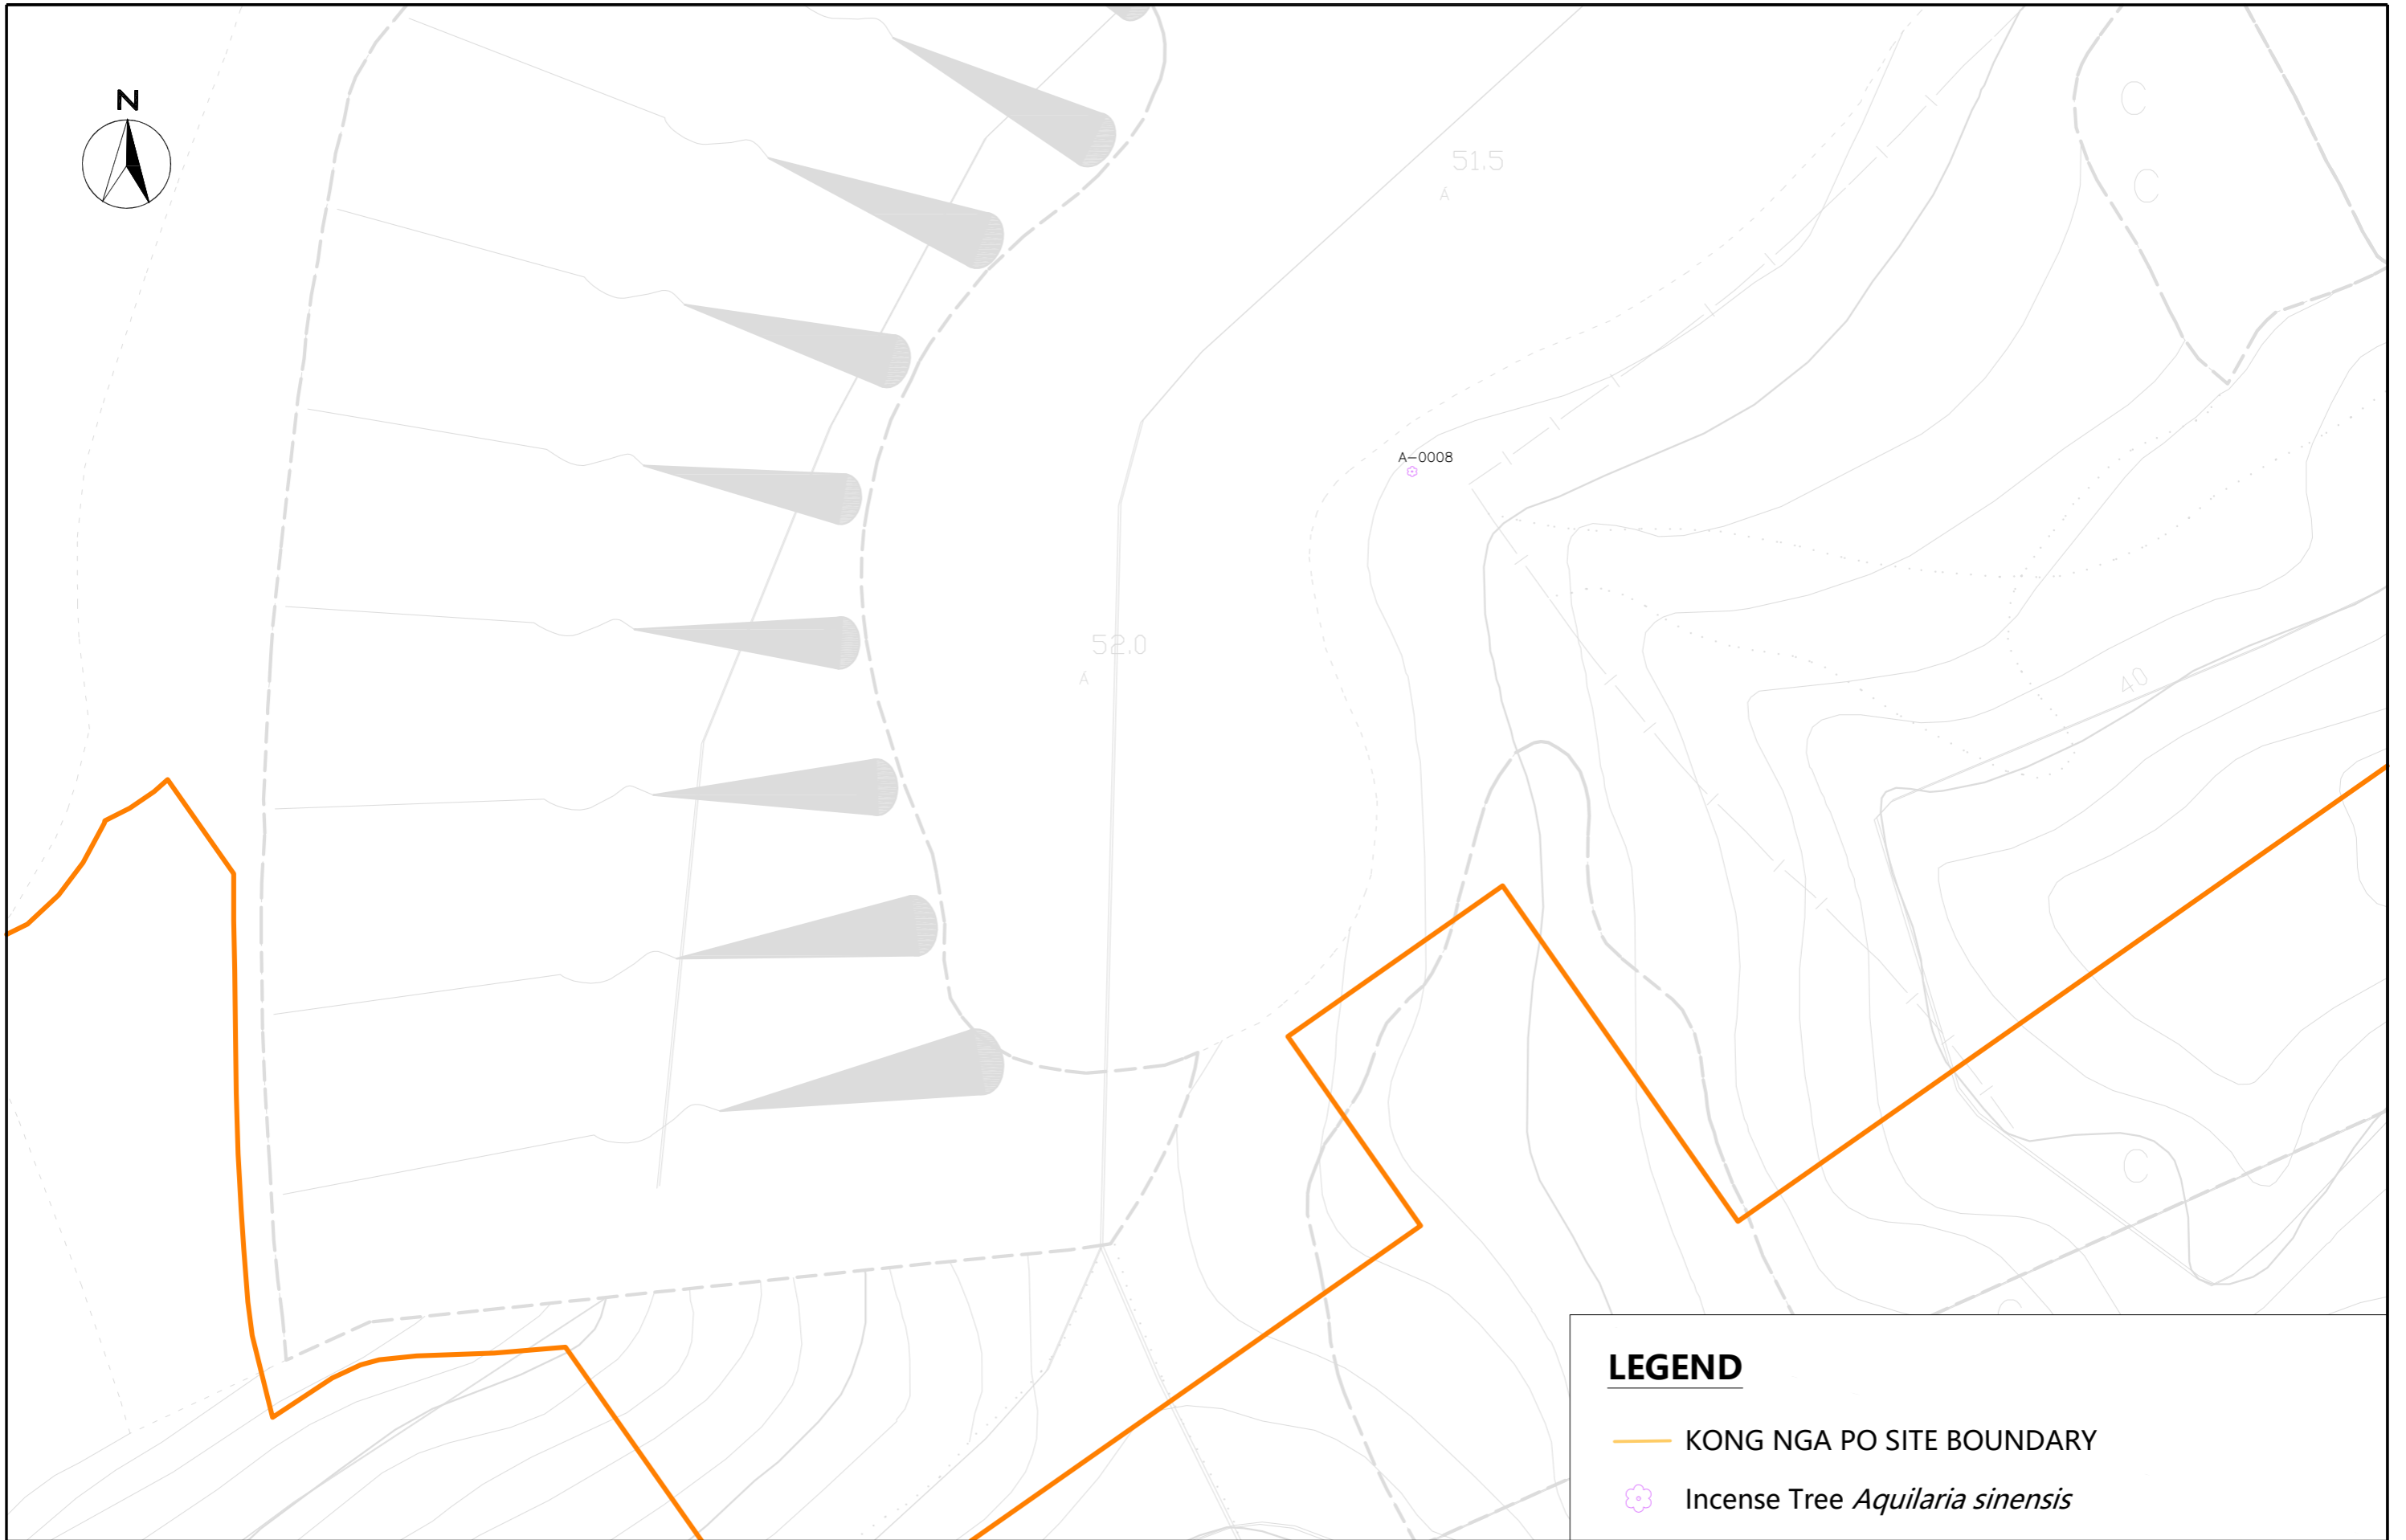 N
C
C
51.5
A
A-0008
52.0
A
40
C
C
LEGEND
KONG NGA PO SITE BOUNDARY
Incense Tree Aquilaria sinensis